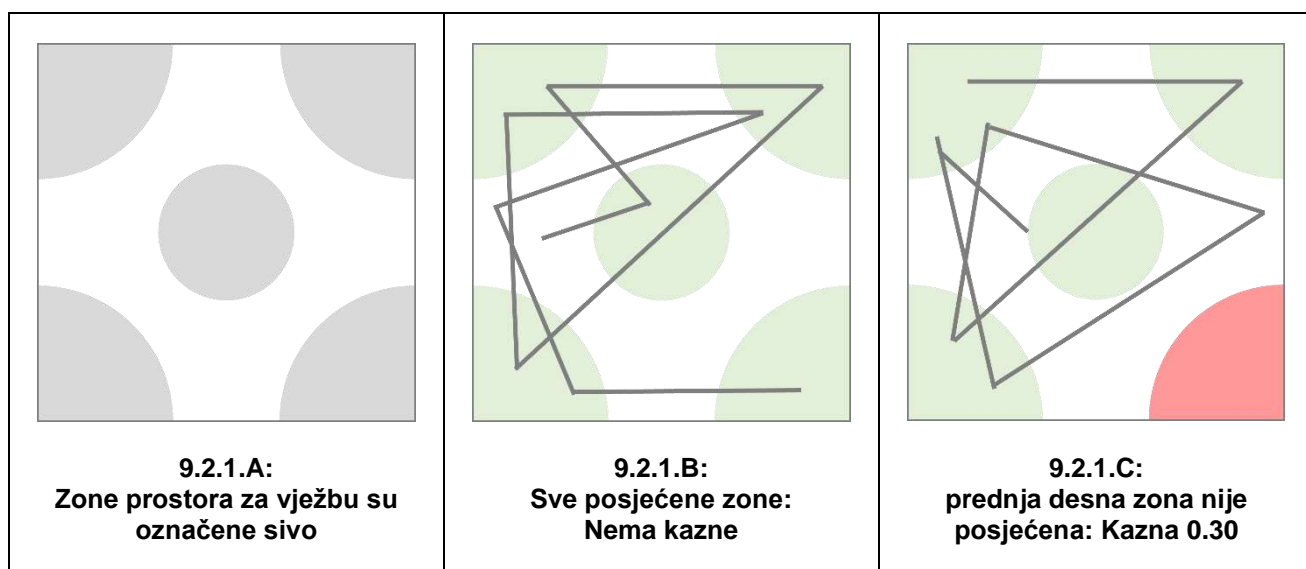 9.2.1.A:
Zone prostora za vježbu su
označene sivo
9.2.1.B:
Sve posjećene zone:
Nema kazne
9.2.1.C:
prednja desna zona nije
posjećena: Kazna 0.30